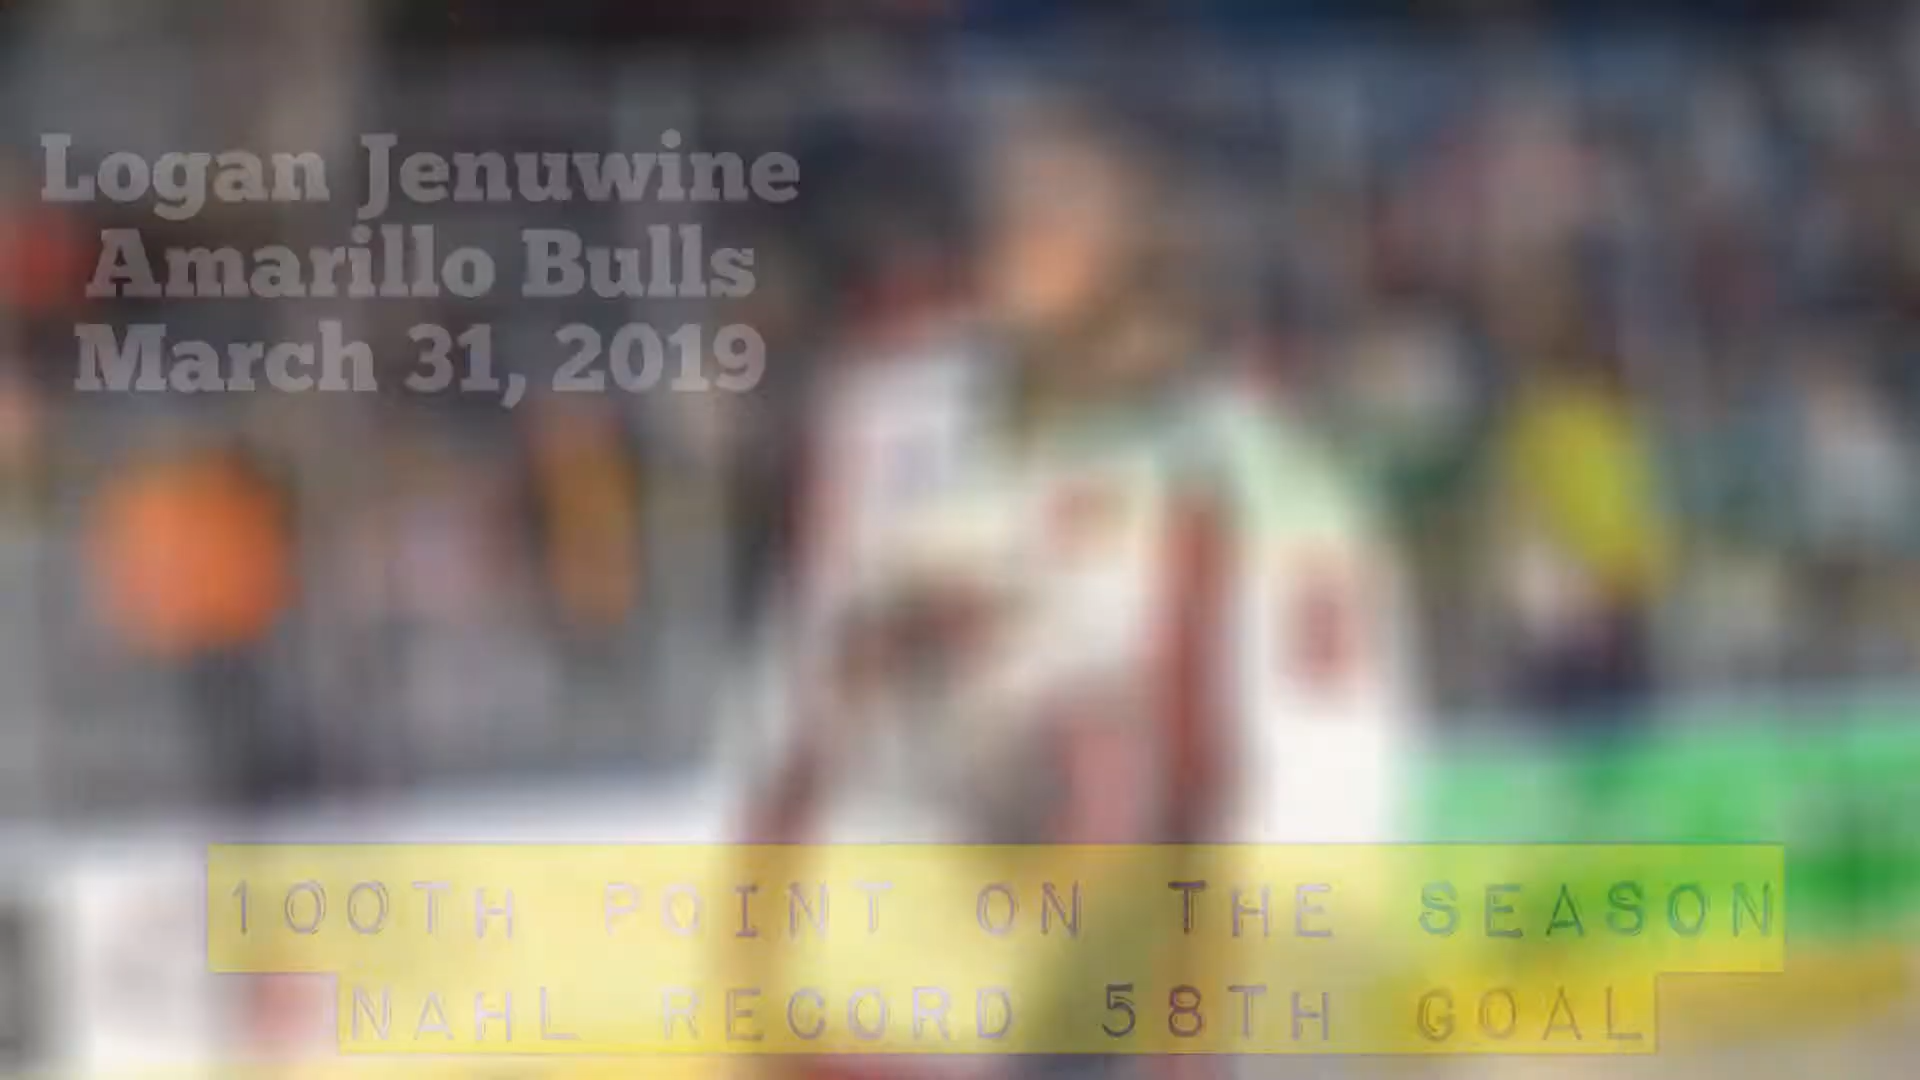 Logan Jenuwine
Amarillo Bulls
March 31, 2019
100TH POINT ON THE SEASON
NAHL RECORD 58TH GOAL